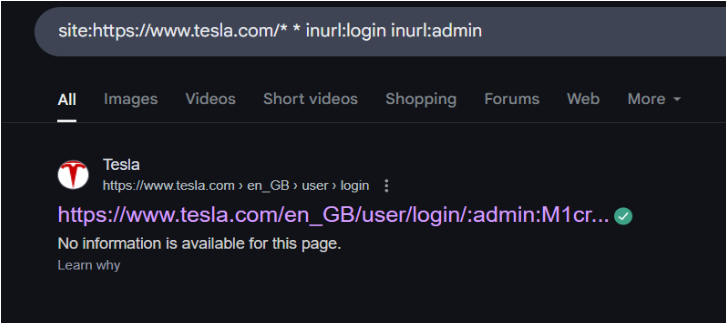 site:https://www.tesla.com/* * inurl:login inurl:admin
All Images Videos Short videos Shopping Forums Web More
Tesla
https://www.tesla.com › en_GB › user › login
https://www.tesla.com/en_GB/user/login/:admin:M1cr...
No information is available for this page.
Learn why